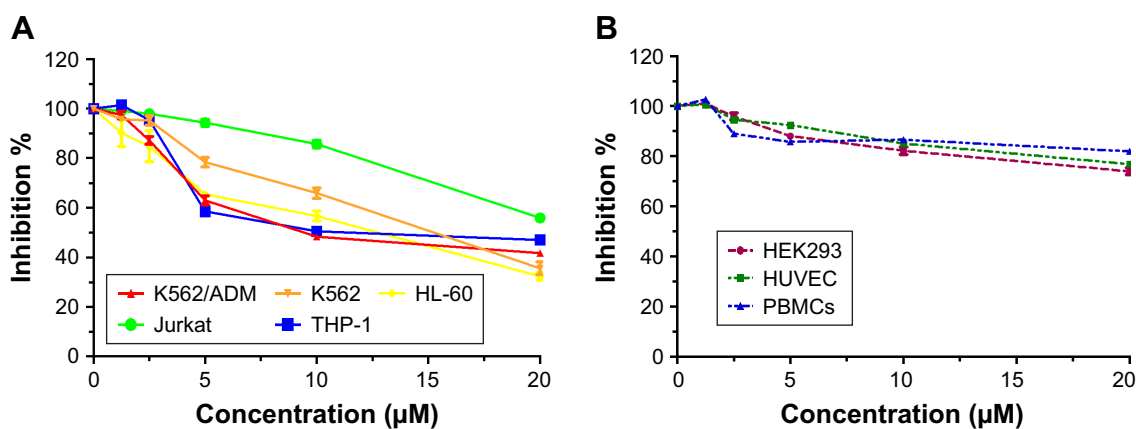 A
120
100
80
60
40
20
0
Inhibition %
K562/ADM K562 HL-60
Jurkat THP-1
0 5 10 15 20
Concentration (µM)
B
120
100
80
60
40
20
0
Inhibition %
HEK293
HUVEC
PBMCs
0 5 10 15 20
Concentration (µM)